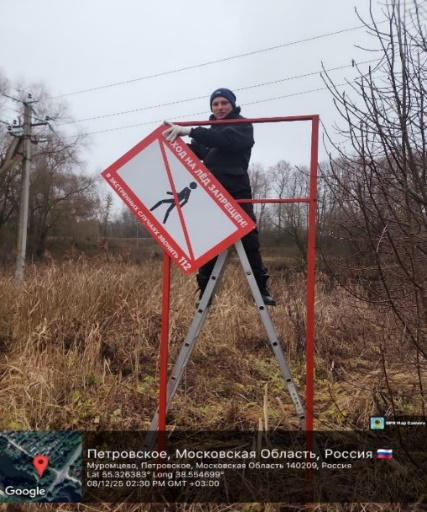 ВЫХОД НА ЛЁД ЗАПРЕЩЕН!
В ЭКСТРЕННЫХ СЛУЧАЯХ ЗВОНИТЬ 112
GPS Map Camera
Петровское, Московская Область, Россия
Муромцево, Петровское, Московская Область 140209, Россия
Lat 55.326383° Long 38.554699°
08/12/25 02:30 PM GMT +03:00
Google